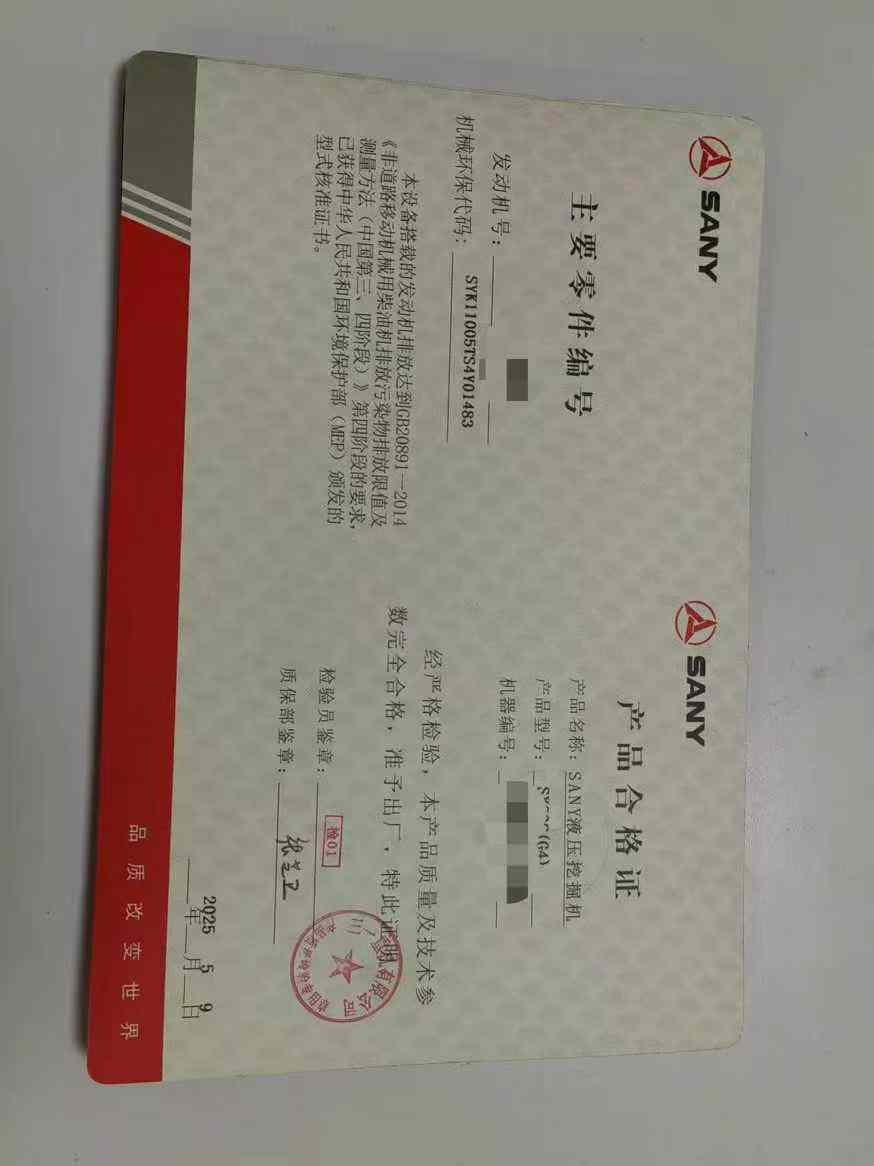 SANY
主要零件编号
发动机号：
机械环保代码：SYK11005TS4Y01483
本设备搭载的发动机排放达到GB20891—2014
《非道路移动机械用柴油机排放污染物排放限值及
测量方法（中国第三、四阶段）》第四阶段的要求，
已获得中华人民共和国环境保护部（MEP）颁发的
型式核准证书。
SANY
产品合格证
产品名称：SANY液压挖掘机
产品型号：(G4)
机器编号：
经严格检验，本产品质量及技术参
数完全合格，准予出厂，特此证明。
检验员鉴章：检01
质保部鉴章：
2025年5月9日
品质改变世界